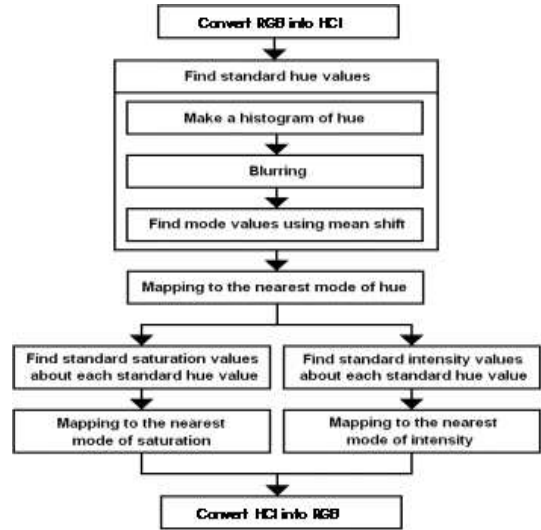 Convert RGB into HCI
Find standard hue values
Make a histogram of hue
Blurring
Find mode values using mean shift
Mapping to the nearest mode of hue
Find standard saturation values
about each standard hue value
Find standard intensity values
about each standard hue value
Mapping to the nearest
mode of saturation
Mapping to the nearest
mode of intensity
Convert HCI into RGB